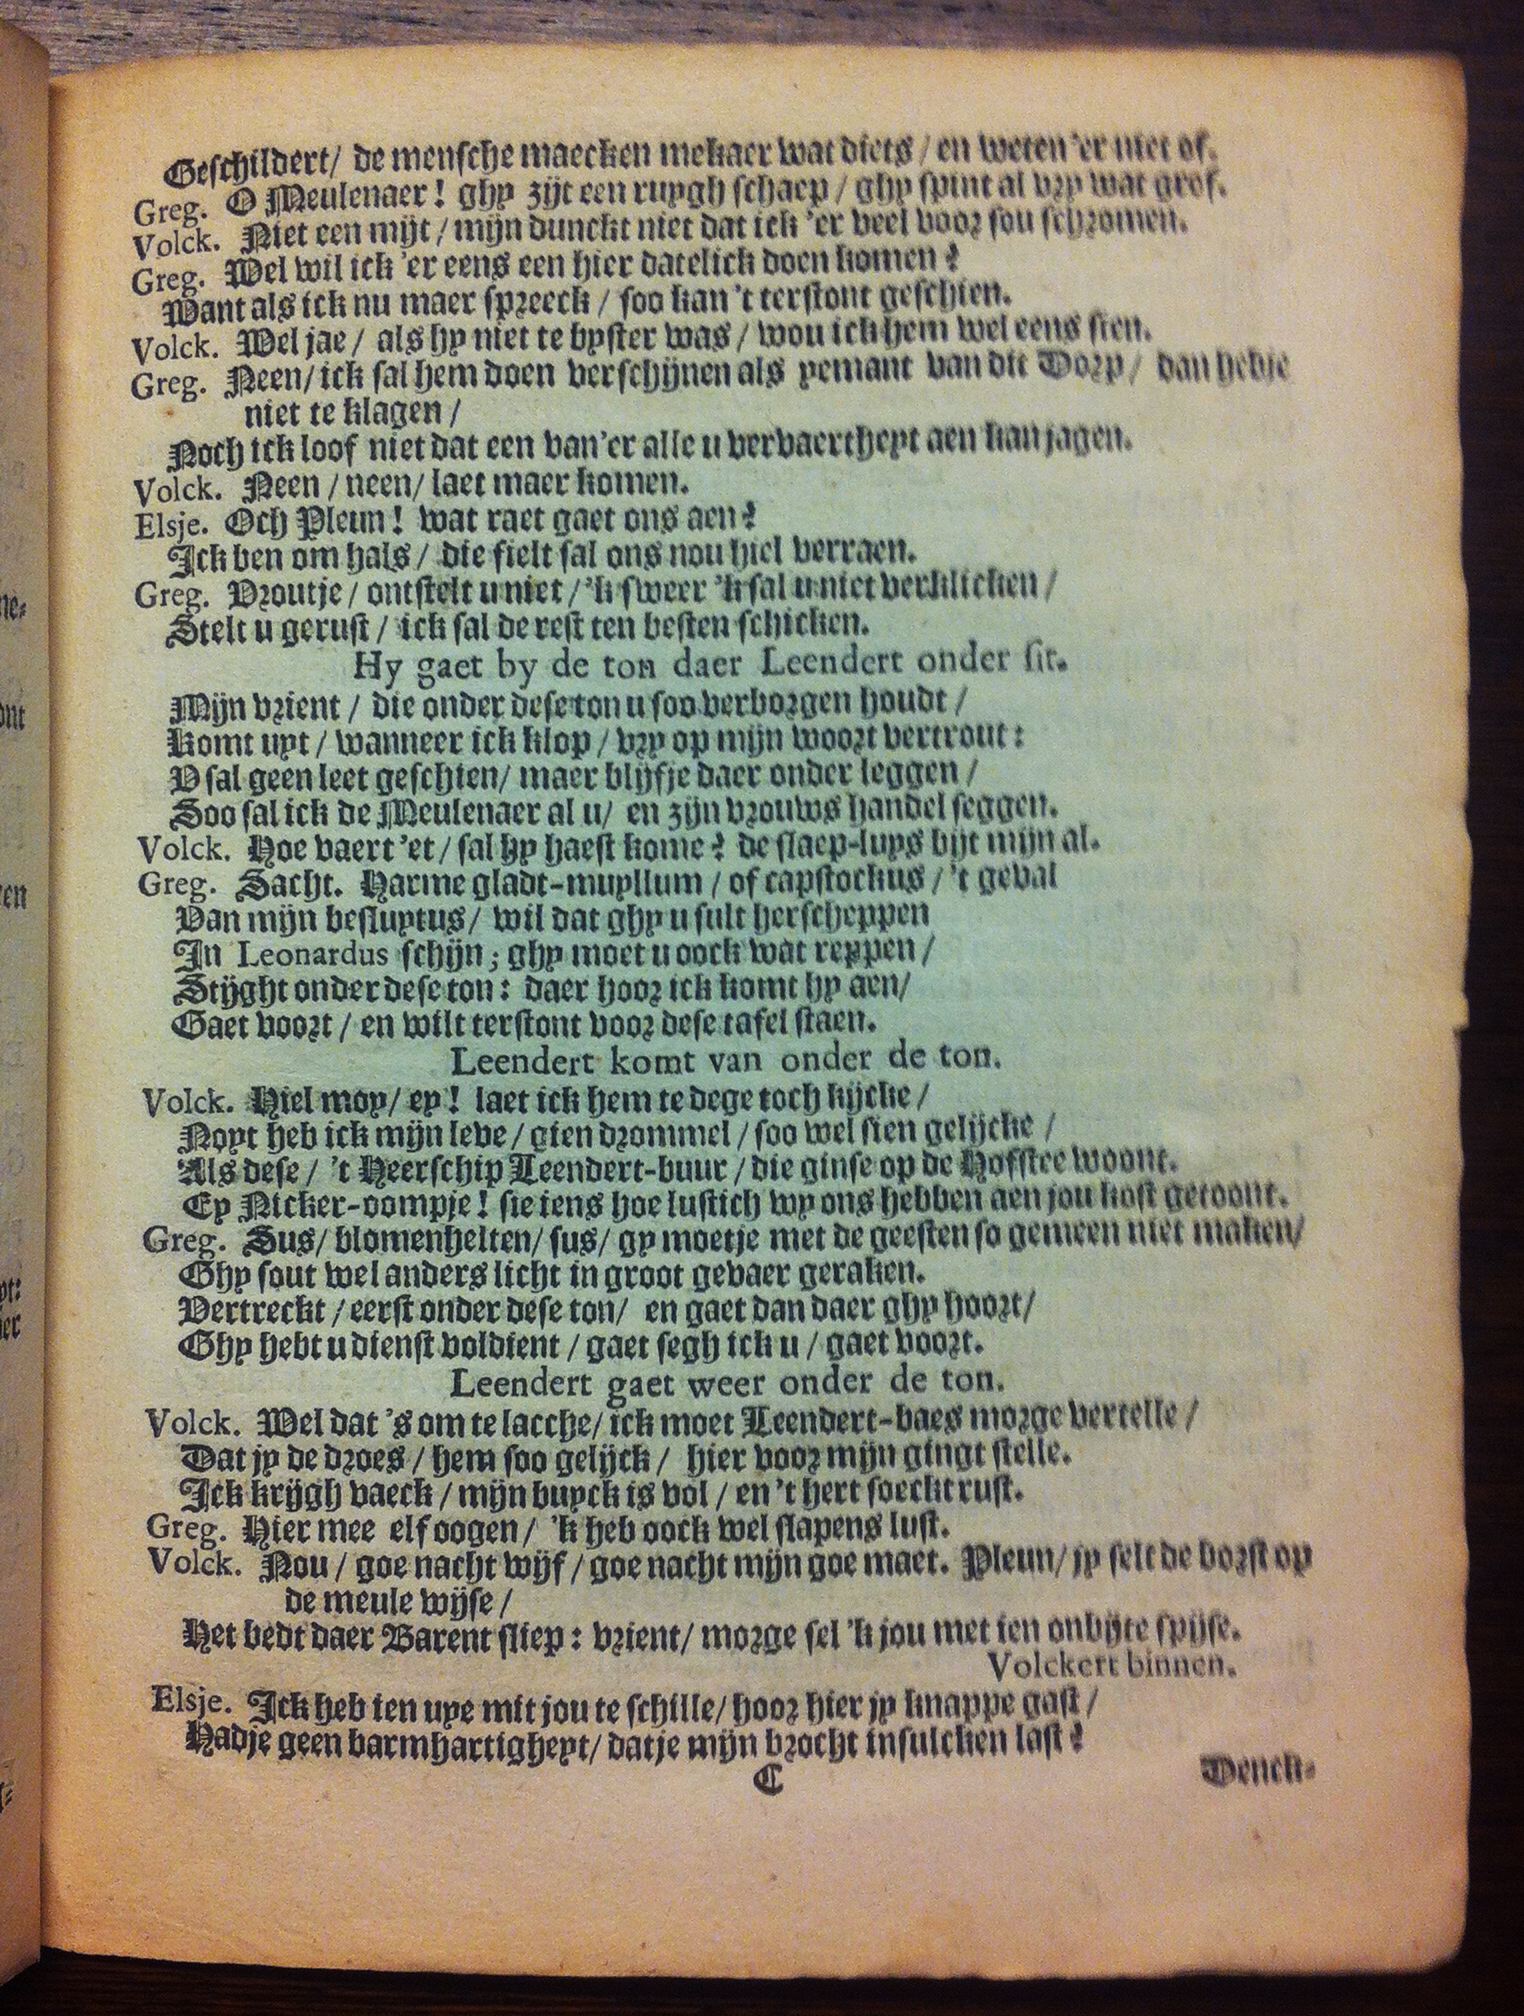 Geschildert/ de mensche maecken mekaer wat diets / en weten 'er niet of.
Greg. O Meulenaer! ghy zijt een ruygh schaep / ghy spint al vry wat grof.
Volck. Niet een mijt / mijn dunckt niet dat ick 'er veel voor sou schromen.
Greg. Wel wil ick 'er eens een hier datelick doen komen?
Want als ick nu maer spreeck / soo kan 't terstont geschien.
Volck. Wel jae / als hy niet te byster was / wou ick hem wel eens sien.
Greg. Neen/ ick sal hem doen verschijnen als yemant van dit Dorp/ dan hebje
niet te klagen /
Noch ick loof niet dat een van'er alle u vervaertheyt aen kan jagen.
Volck. Neen / neen/ laet maer komen.
Elsje. Och Pleun! wat raet gaet ons aen?
Ick ben om hals / die fielt sal ons nou hiel verraen.
Greg. Vroutje / ontstelt u niet / 'k sweer 'k sal u niet verklicken /
Stelt u gerust / ick sal de rest ten besten schicken.
Hy gaet by de ton daer Leendert onder sit.
Mijn vrient / die onder dese ton u soo verborgen houdt /
Komt uyt / wanneer ick klop / vry op mijn woort vertrout:
V sal geen leet geschien/ maer blijfje daer onder leggen /
Soo sal ick de Meulenaer al u/ en zijn vrouws handel seggen.
Volck. Hoe vaert 'et / sal hy haest kome? de slaep-luys bijt mijn al.
Greg. Sacht. Harme gladt-muyllum / of capstockus / 't geval
Van mijn besluytus / wil dat ghy u sult herscheppen
In Leonardus schijn; ghy moet u oock wat reppen /
Stijght onder dese ton: daer hoor ick komt hy aen/
Gaet voort / en wilt terstont voor dese tafel staen.
Leendert komt van onder de ton.
Volck. Hiel moy/ ey! laet ick hem te dege toch kijcke /
Noyt heb ick mijn leve / gien drommel / soo wel sien gelijcke /
Als dese / 't Heerschip Leendert-buur / die ginse op de Hofstee woont.
Ey Nicker-oompje! sie iens hoe lustich wy ons hebben aen jou kost getoont.
Greg. Sus/ blomenhelten/ sus/ gy moetje met de geesten so gemeen niet maken/
Ghy sout wel anders licht in groot gevaer geraken.
Vertreckt / eerst onder dese ton/ en gaet dan daer ghy hoort/
Ghy hebt u dienst voldient / gaet segh ick u / gaet voort.
Leendert gaet weer onder de ton.
Volck. Wel dat 's om te lacche/ ick moet Leendert-baes morge vertelle /
Dat jy de droes / hem soo gelijck / hier voor mijn gingt stelle.
Ick krijgh vaeck / mijn buyck is vol / en 't hert soeckt rust.
Greg. Hier mee elf oogen / 'k heb oock wel slapens lust.
Volck. Nou / goe nacht wijf / goe nacht mijn goe maet. Pleun/ jy selt de borst op
de meule wijse /
Het bedt daer Barent sliep: vrient/ morge sel 'k jou met ien onbijte spijse.
Volckert binnen.
Elsje. Ick heb ien uye mit jou te schille/ hoor hier jy knappe gast /
Hadje geen barmhartigheyt/ datje mijn brocht in sulcken last?
C
Denck-